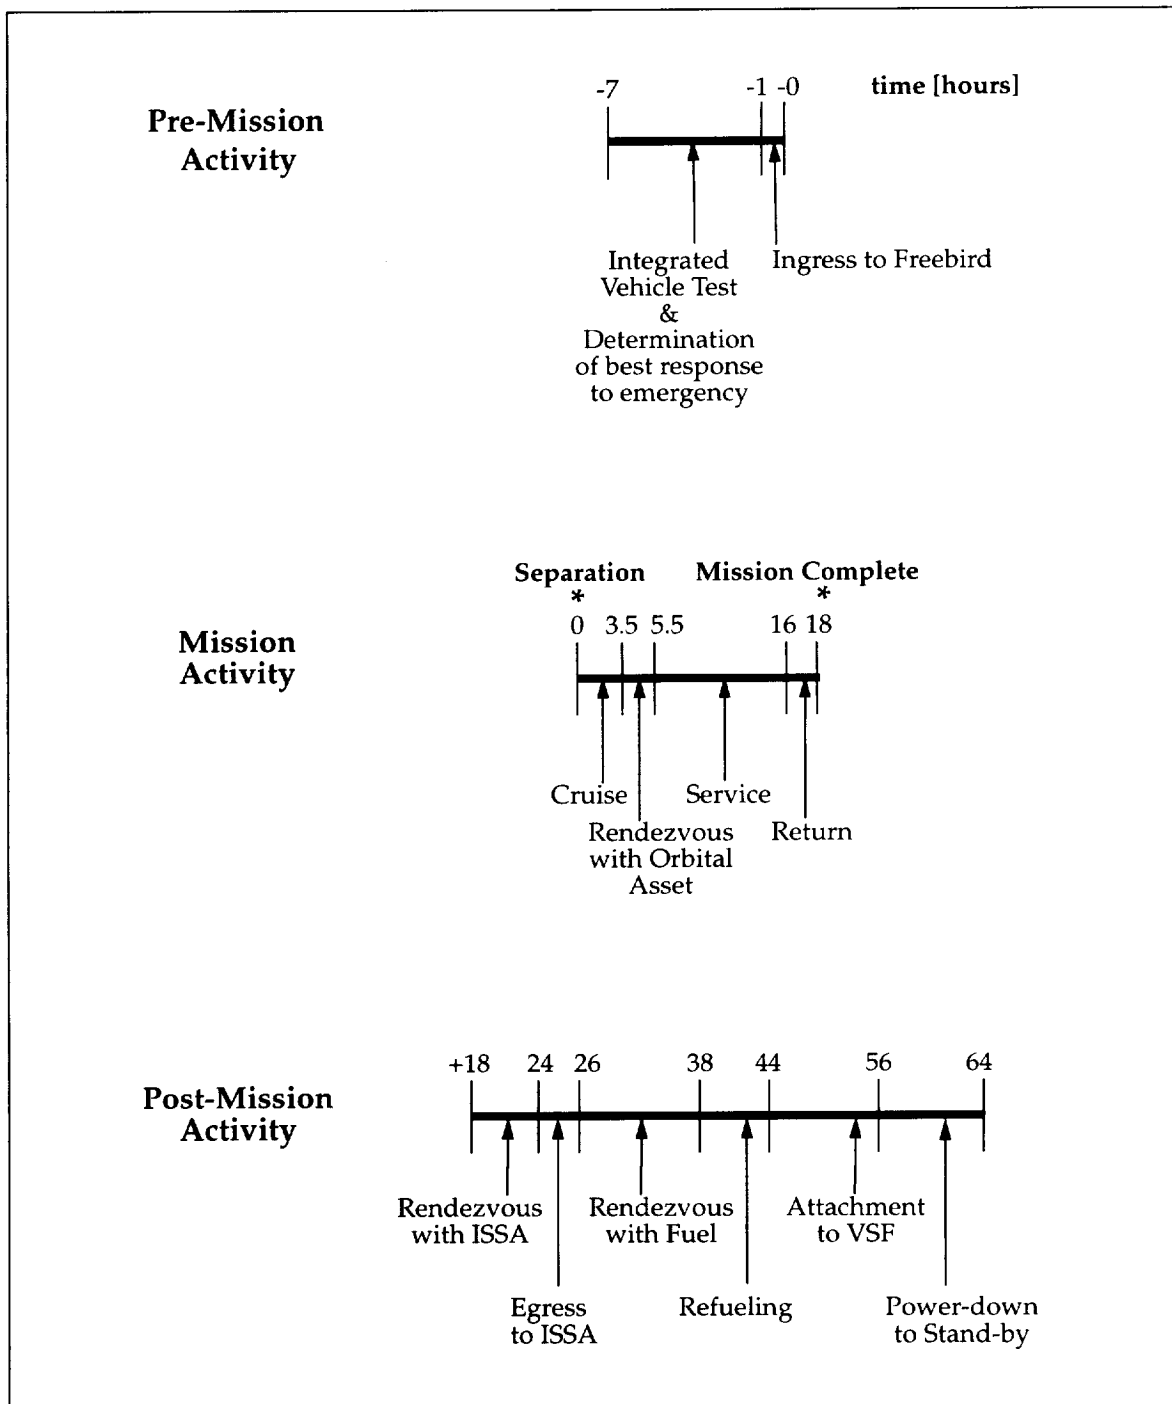 -7 -1 -0 time [hours]
Pre-Mission
Activity
Integrated
Vehicle Test
&
Determination
of best response
to emergency
Ingress to Freebird
Separation Mission Complete
* *
0 3.5 5.5 16 18
Mission
Activity
Cruise Service
Rendezvous
with Orbital
Asset
Return
+18 24 26 38 44 56 64
Post-Mission
Activity
Rendezvous
with ISSA
Rendezvous
with Fuel
Attachment
to VSF
Egress
to ISSA
Refueling
Power-down
to Stand-by